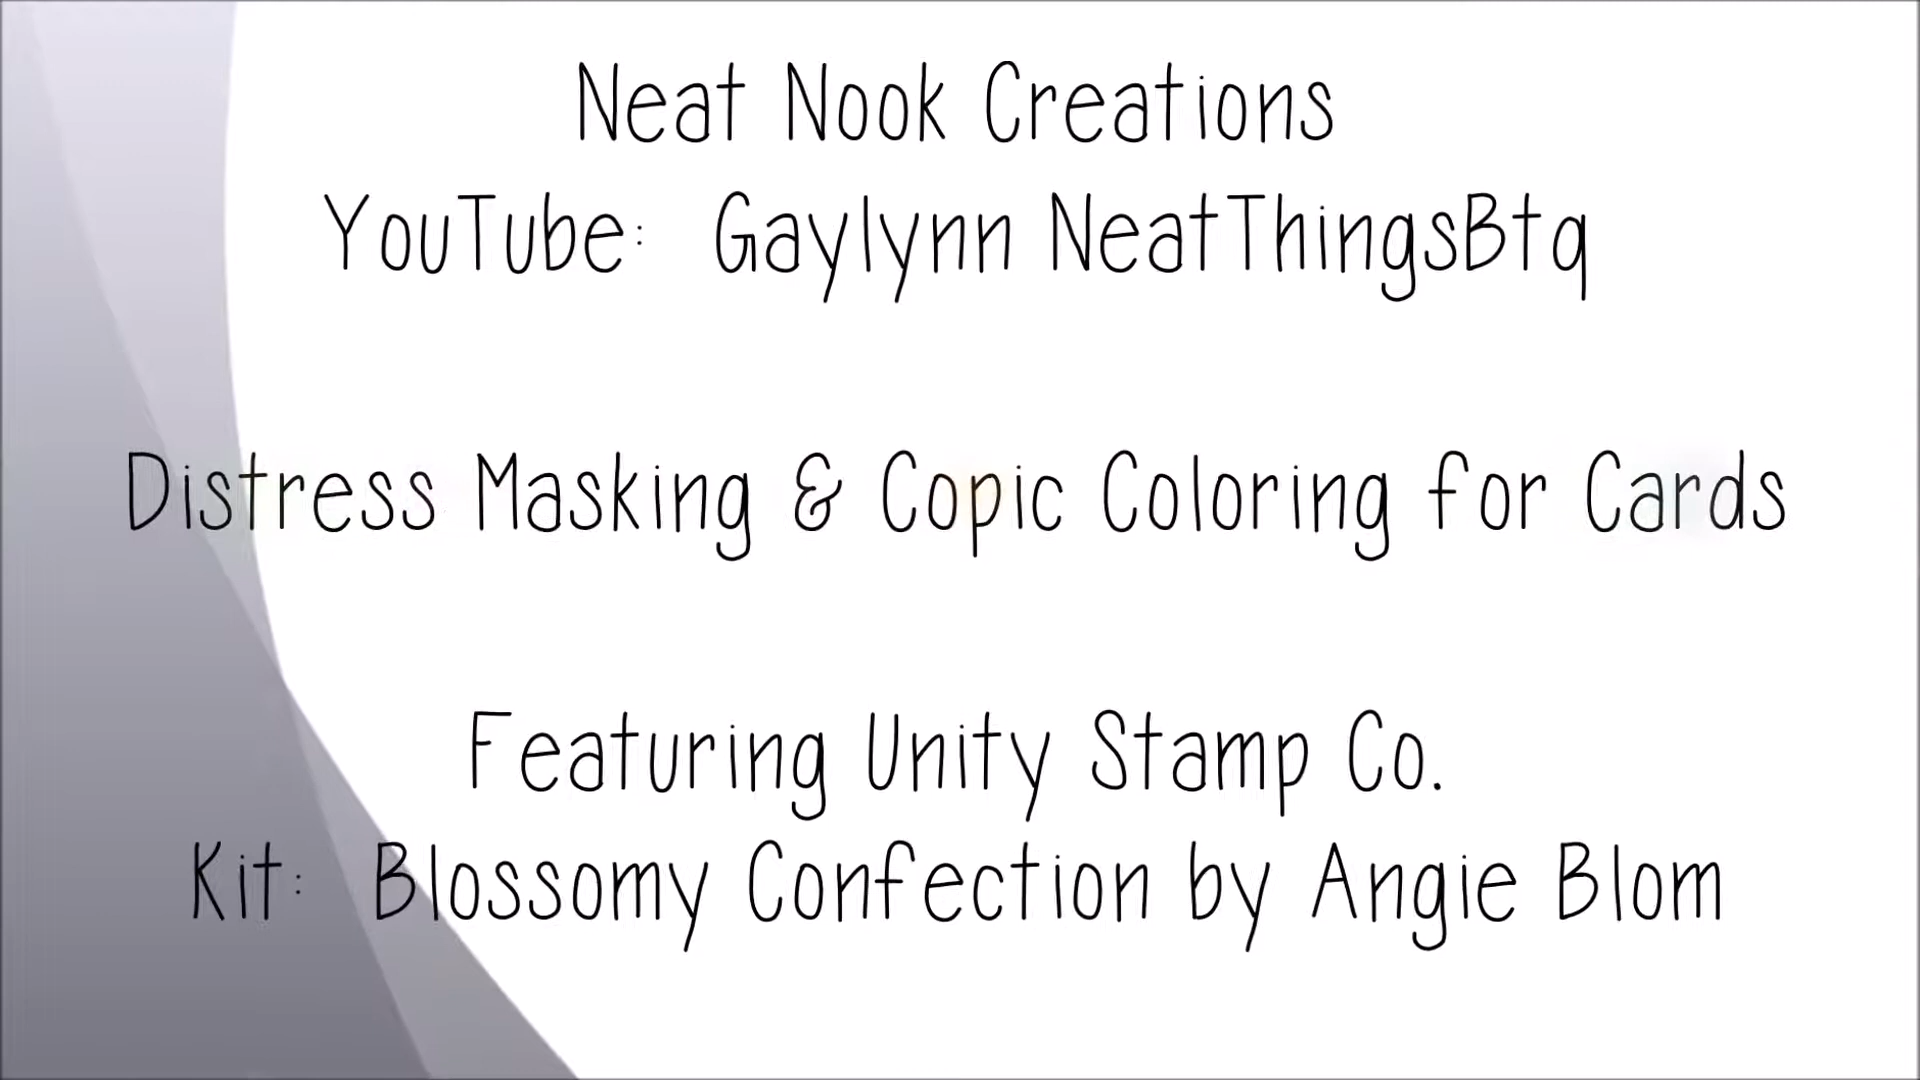 Neat Nook Creations
YouTube: Gaylynn NeatThingsBtq
Distress Masking & Copic Coloring for Cards
Featuring Unity Stamp Co.
Kit: Blossomy Confection by Angie Blom